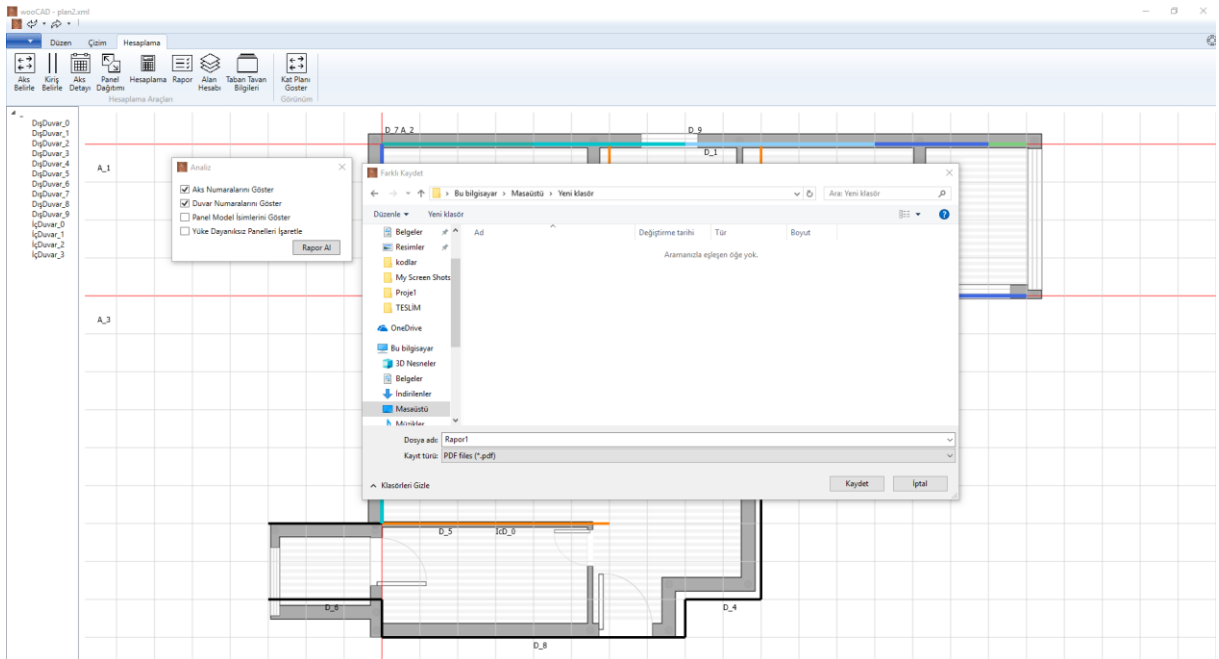 wooCAD - plan2.xml
Düzen Çizim Hesaplama
Aks Belirle
Kiriş Belirle
Aks Detayı
Panel Dağıtımı
Hesaplama
Rapor
Alan Hesabı
Taban Tavan Bilgileri
Kat Planı Goster
Hesaplama Araçları
Görünüm
DışDuvar_0
DışDuvar_1
DışDuvar_2
DışDuvar_3
DışDuvar_4
DışDuvar_5
DışDuvar_6
DışDuvar_7
DışDuvar_8
DışDuvar_9
İçDuvar_0
İçDuvar_1
İçDuvar_2
İçDuvar_3
D_7 A_2
D_9
D_1
A_1
A_3
Analiz
Aks Numaralarını Göster
Duvar Numaralarını Göster
Panel Model İsimlerini Göster
Yüke Dayanıksız Panelleri İşaretle
Rapor Al
Farklı Kaydet
Bu bilgisayar › Masaüstü › Yeni klasör
Ara: Yeni klasör
Düzenle Yeni klasör
Belgeler
Resimler
kodlar
My Screen Shots
Proje1
TESLİM
OneDrive
Bu bilgisayar
3D Nesneler
Belgeler
İndirilenler
Masaüstü
Müzikler
Ad Değiştirme tarihi Tür Boyut
Aramanızla eşleşen öğe yok.
Dosya adı: Rapor1
Kayıt türü: PDF files (*.pdf)
Klasörleri Gizle
Kaydet İptal
D_5 IcD_0
D_6
D_4
D_8